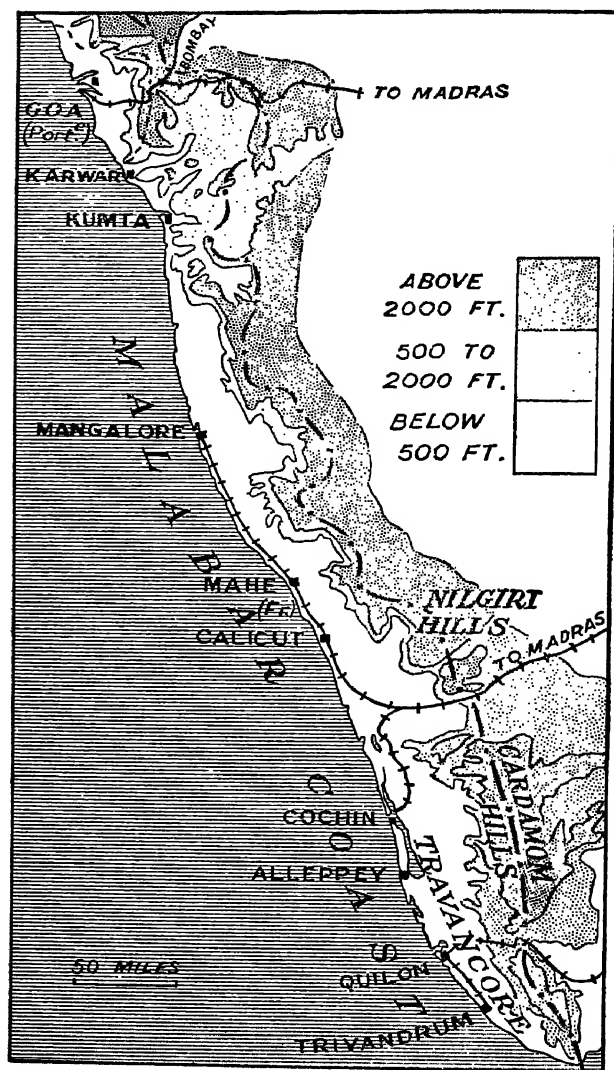 BOMBAY
TO MADRAS
GOA
(Port.)
KARWAR
KUMTA
ABOVE
2000 FT.
500 TO
2000 FT.
BELOW
500 FT.
MALABAR
COAST
MANGALORE
MAHE
(Fr.)
CALICUT
NILGIRI
HILLS
TO MADRAS
CARDAMOM
HILLS
COCHIN
TRAVANCORE
ALLEPPEY
50 MILES
QUILON
TRIVANDRUM